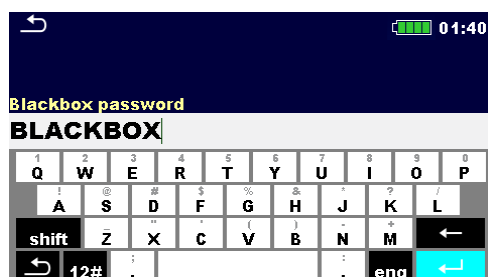 01:40
Blackbox password
BLACKBOX
1 2 3 4 5 6 7 8 9 0
Q W E R T Y U I O P
! @ # $ % & * ? /
A S D F G H J K L
_ " ' ( ) - +
shift Z X C V B N M ←
; :
12# , . eng